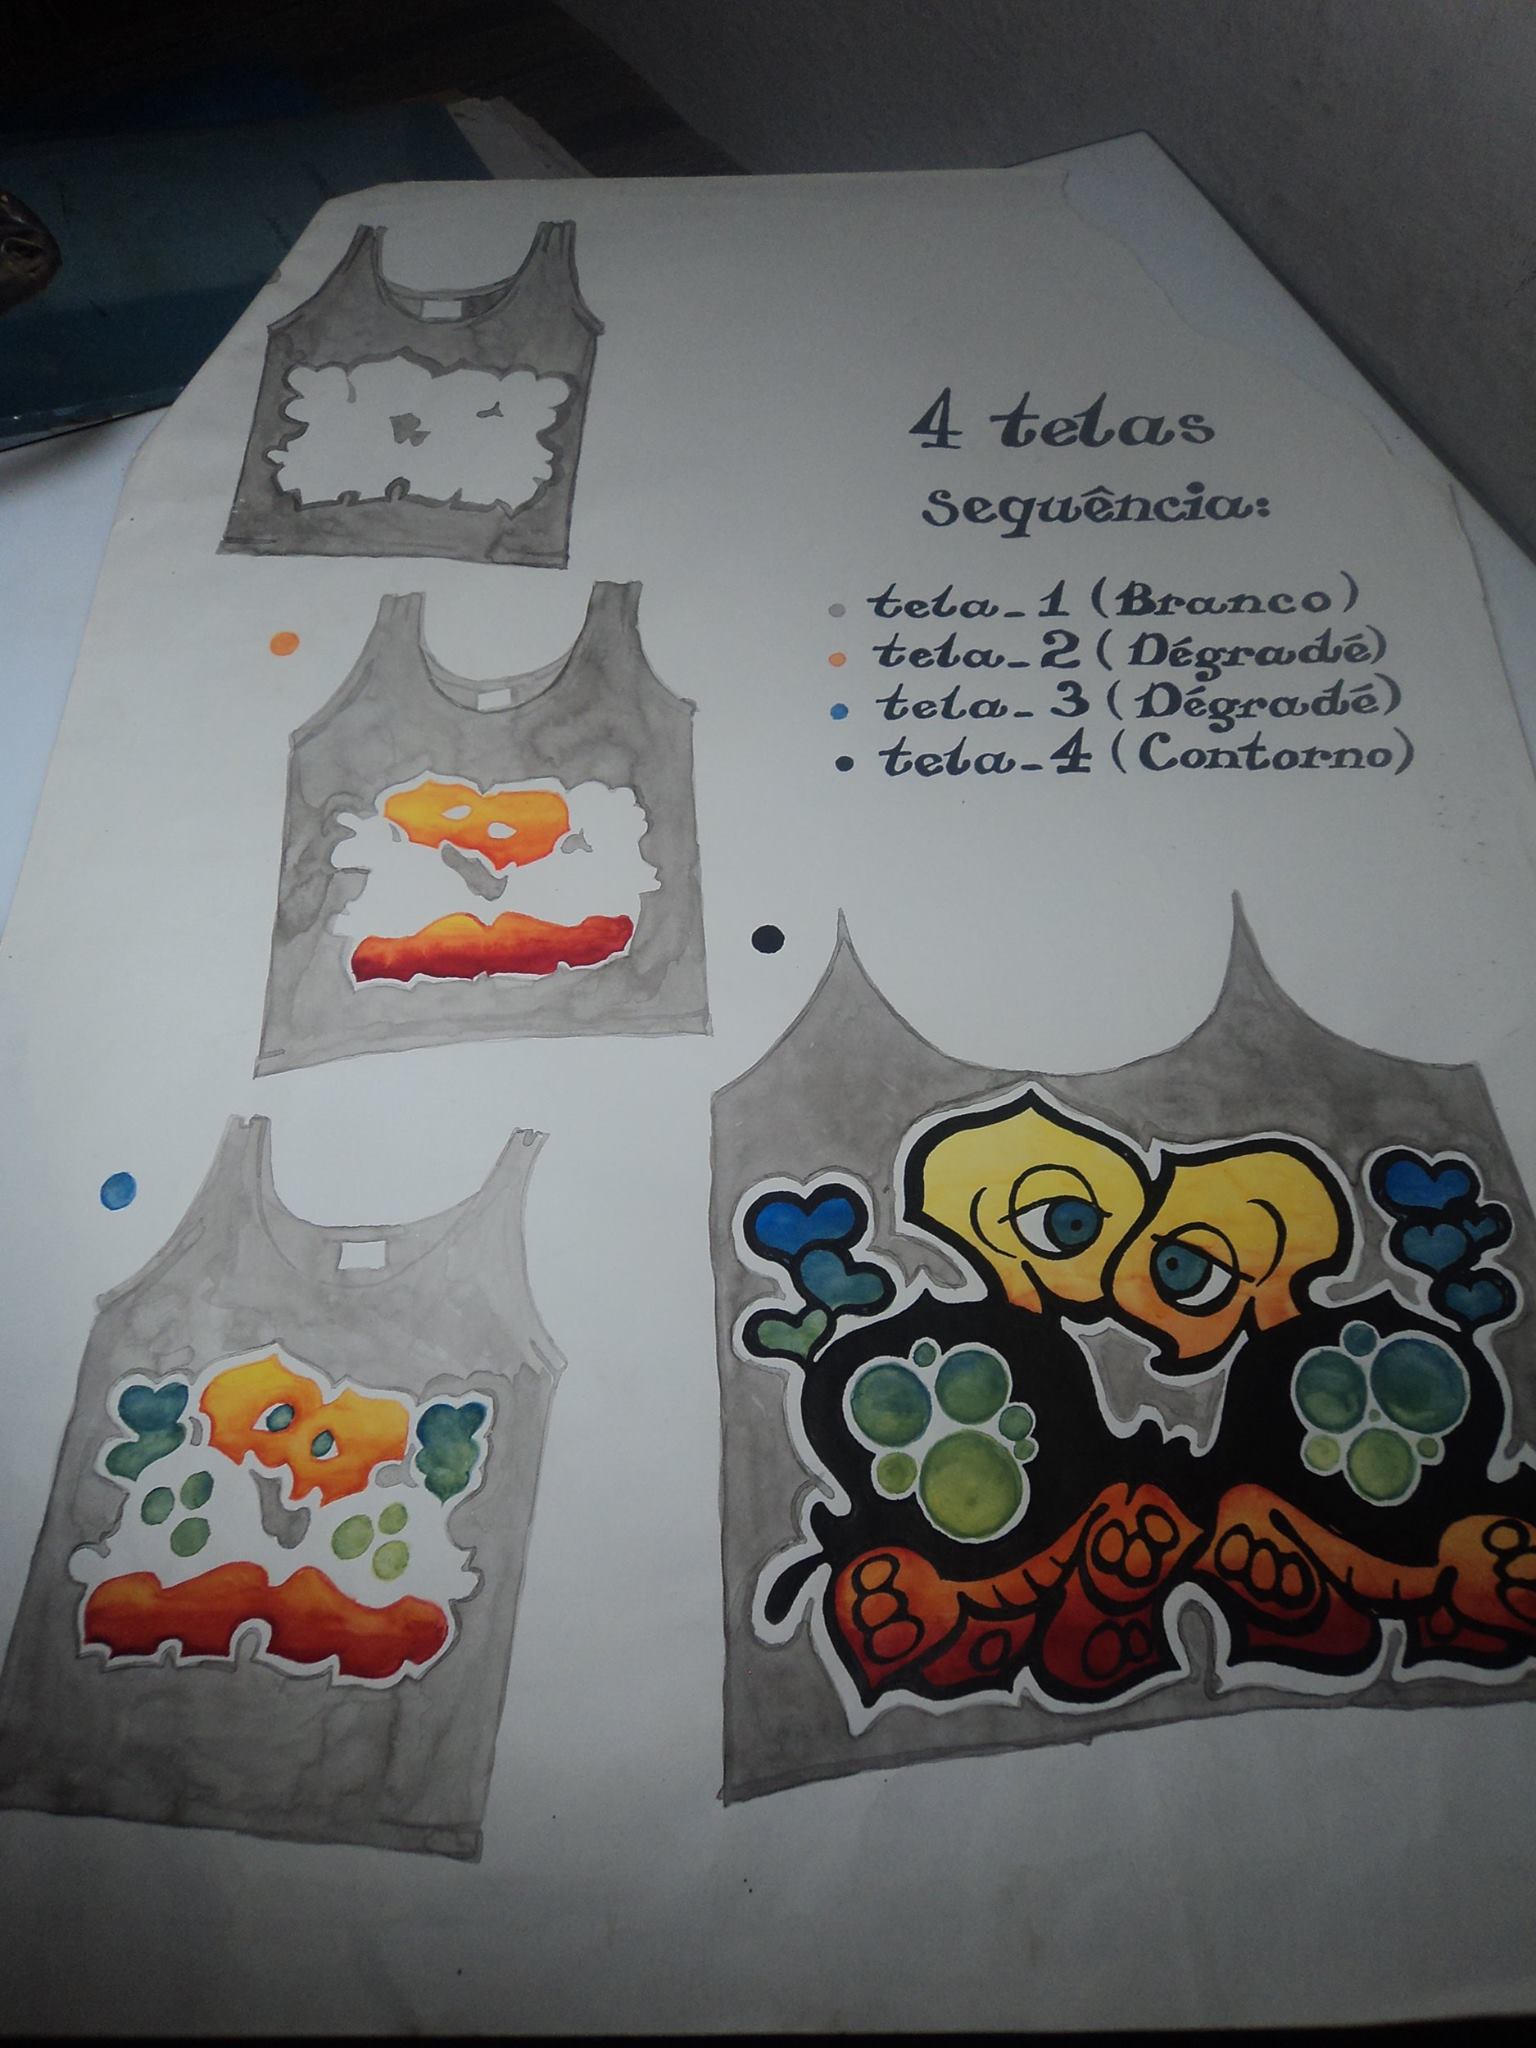 4 telas
sequência:
tela_1 (Branco)
tela_2 (Dégradé)
tela_3 (Dégradé)
tela_4 (Contorno)